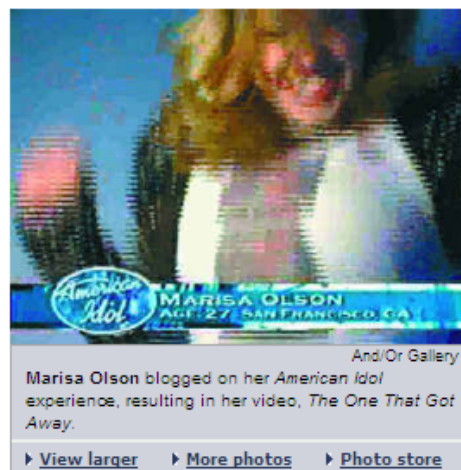 American
Idol
MARISA OLSON
AGE: 27 SAN FRANCISCO, CA
And/Or Gallery
Marisa Olson blogged on her American Idol
experience, resulting in her video, The One That Got
Away.
View larger
More photos
Photo store